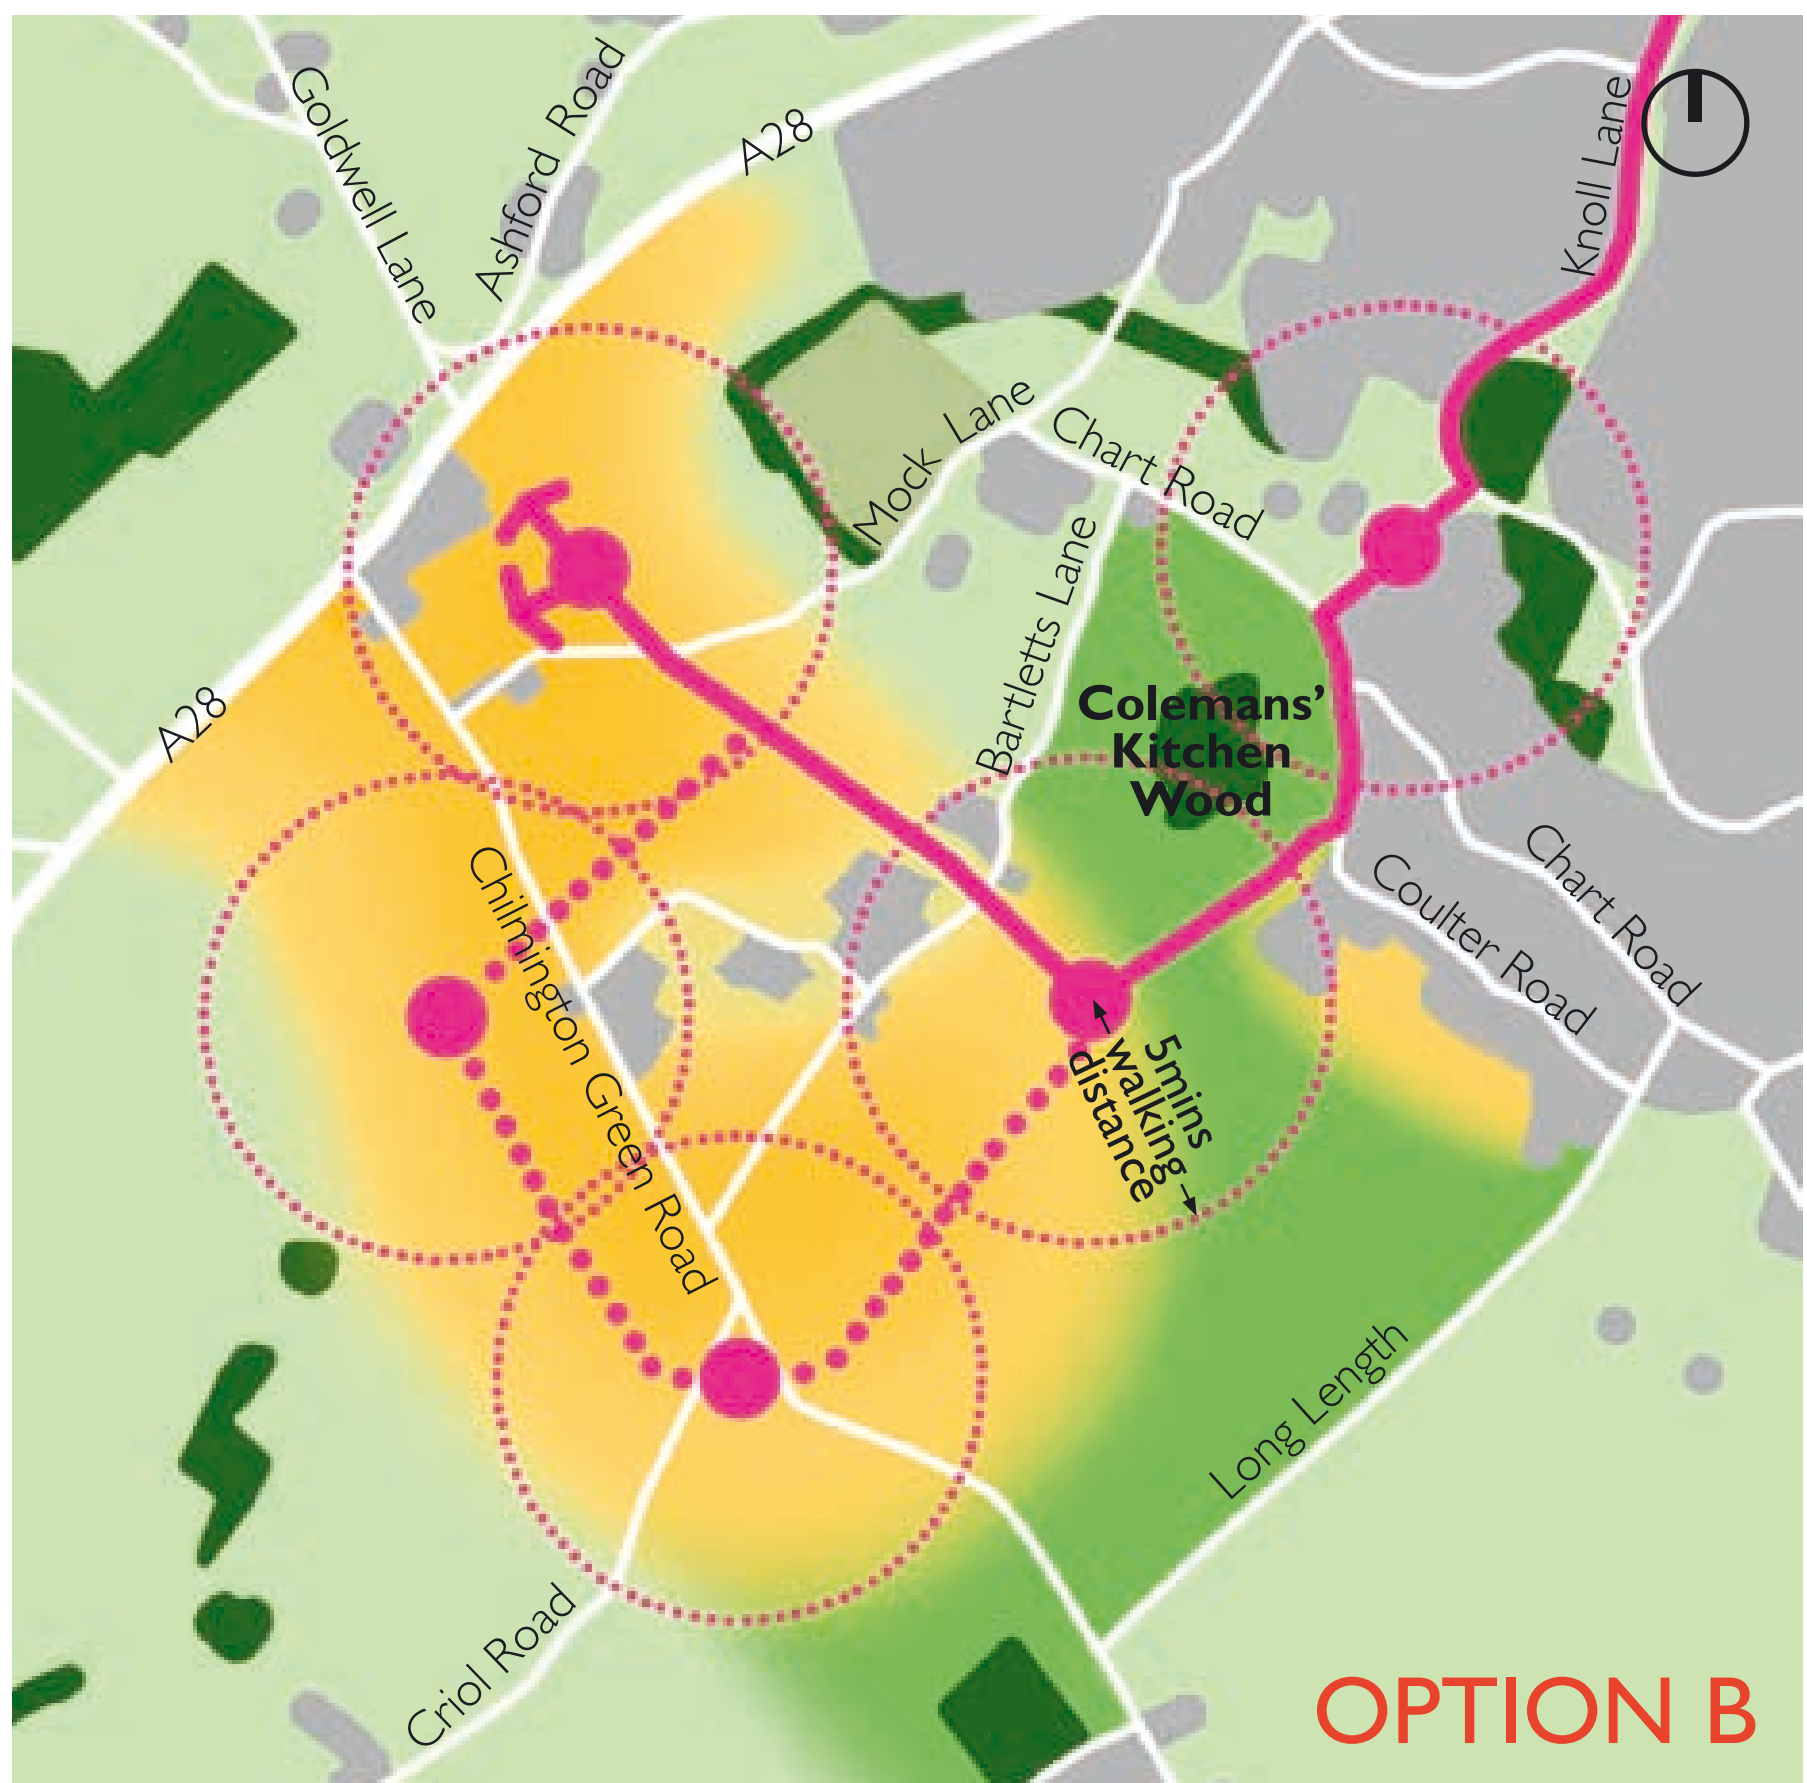 Goldwell Lane
Ashford Road
A28
Knoll Lane
Mock Lane
Chart Road
Bartletts Lane
A28
Colemans’
Kitchen
Wood
Chilmington Green Road
Chart Road
Coulter Road
5mins
walking
distance
Long Length
Criol Road
OPTION B